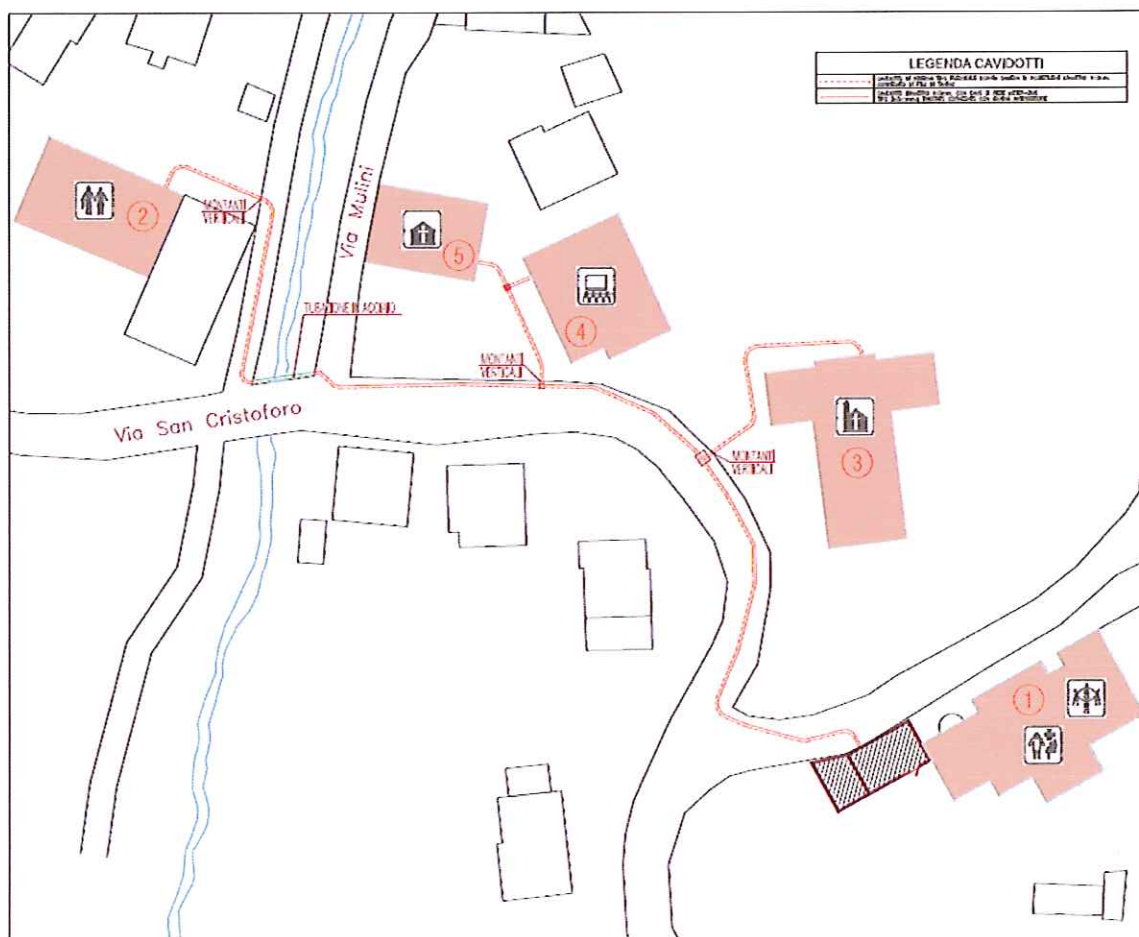 LEGENDA CAVIDOTTI
Via Mulini
MONTANTI
VERTICALI
2
5
TUBAZIONE IN ACCIAIO
4
MONTANTI
VERTICALI
Via San Cristoforo
MONTANTI
VERTICALI
3
1